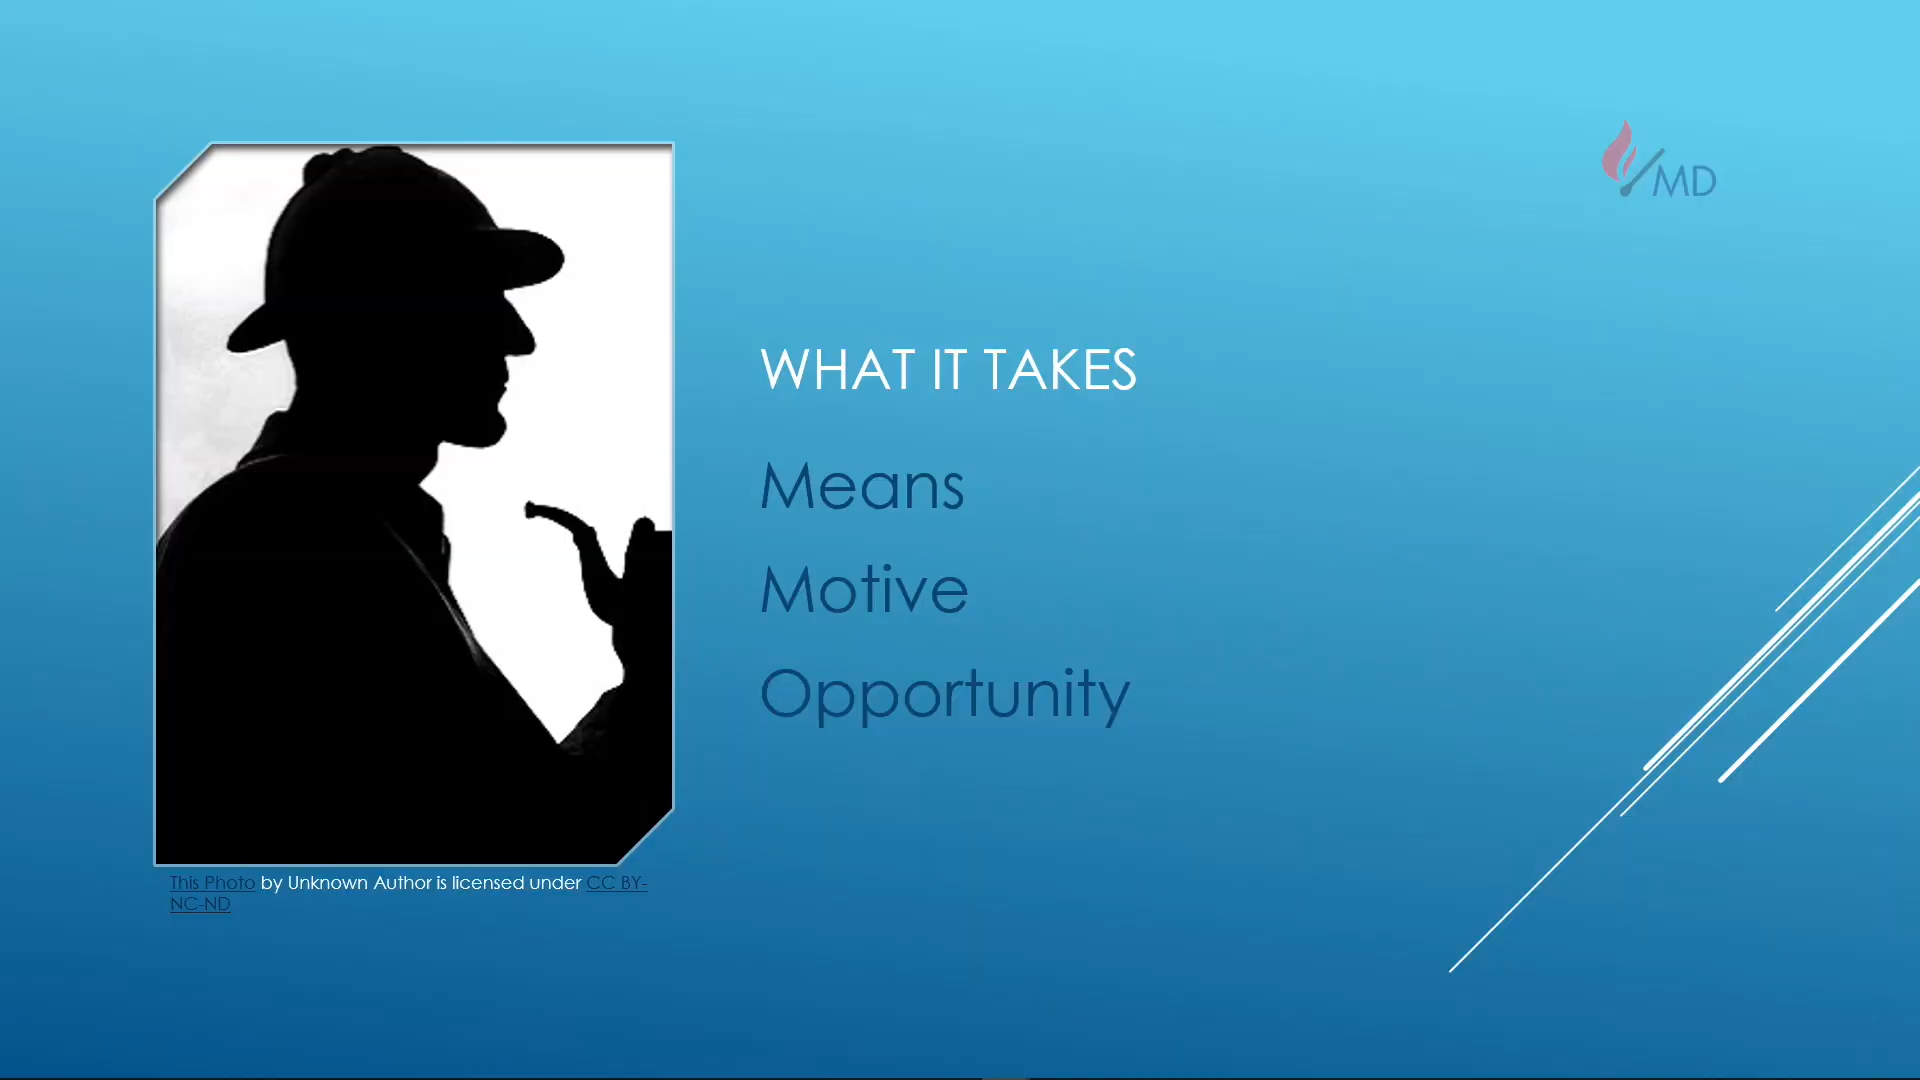 MD
WHAT IT TAKES
Means
Motive
Opportunity
This Photo by Unknown Author is licensed under CC BY-
NC-ND